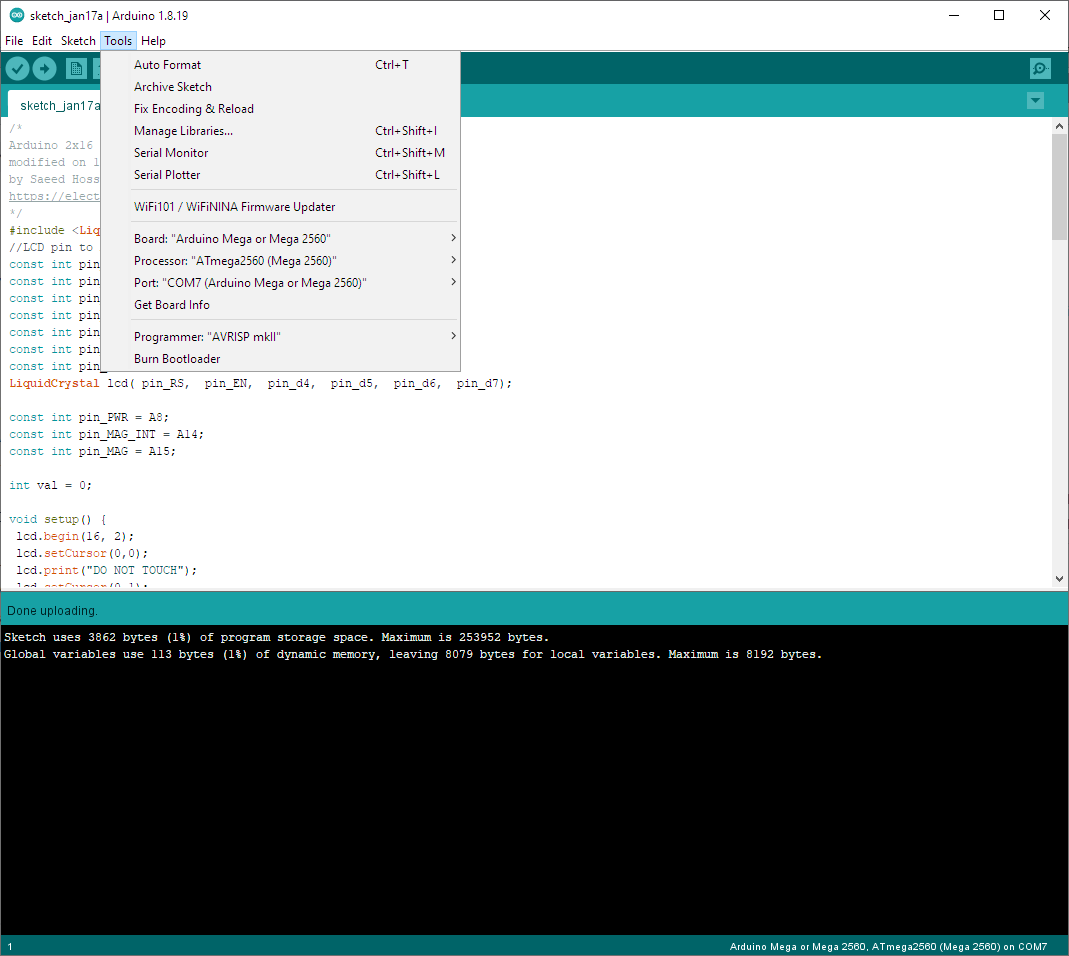 sketch_jan17a | Arduino 1.8.19
File Edit Sketch Tools Help
Auto Format Ctrl+T
Archive Sketch
Fix Encoding & Reload
Manage Libraries... Ctrl+Shift+I
Serial Monitor Ctrl+Shift+M
Serial Plotter Ctrl+Shift+L
WiFi101 / WiFiNINA Firmware Updater
Board: "Arduino Mega or Mega 2560"
Processor: "ATmega2560 (Mega 2560)"
Port: "COM7 (Arduino Mega or Mega 2560)"
Get Board Info
Programmer: "AVRISP mkII"
Burn Bootloader
sketch_jan17a
/*
Arduino 2x16
modified on 1
by Saeed Hoss
https://elect
*/
#include <Liq
//LCD pin to
const int pin
const int pin
const int pin
const int pin
const int pin
const int pin
const int pin_
LiquidCrystal lcd( pin_RS, pin_EN, pin_d4, pin_d5, pin_d6, pin_d7);
const int pin_PWR = A8;
const int pin_MAG_INT = A14;
const int pin_MAG = A15;
int val = 0;
void setup() {
lcd.begin(16, 2);
lcd.setCursor(0,0);
lcd.print("DO NOT TOUCH");
lcd.setCursor(0,1);
Done uploading.
Sketch uses 3862 bytes (1%) of program storage space. Maximum is 253952 bytes.
Global variables use 113 bytes (1%) of dynamic memory, leaving 8079 bytes for local variables. Maximum is 8192 bytes.
1 Arduino Mega or Mega 2560, ATmega2560 (Mega 2560) on COM7